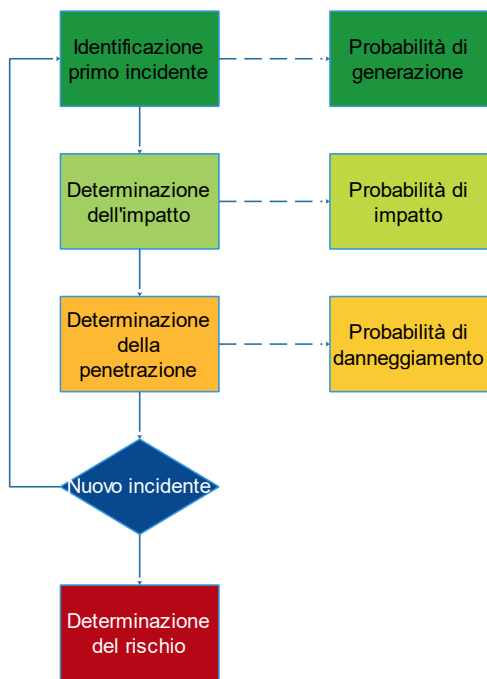 Identificazione
primo incidente
Probabilità di
generazione
Determinazione
dell'impatto
Probabilità di
impatto
Determinazione
della
penetrazione
Probabilità di
danneggiamento
Nuovo incidente
Determinazione
del rischio